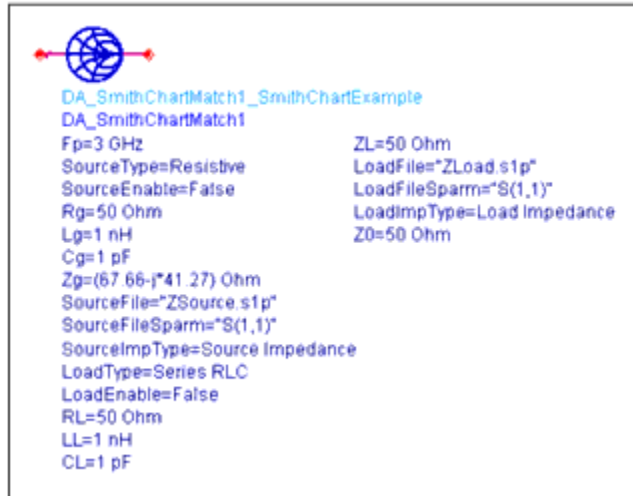 DA_SmithChartMatch1_SmithChartExample
DA_SmithChartMatch1
Fp=3 GHz
SourceType=Resistive
SourceEnable=False
Rg=50 Ohm
Lg=1 nH
Cg=1 pF
Zg=(67.66-j*41.27) Ohm
SourceFile="ZSource.s1p"
SourceFileSparm="S(1,1)"
SourceImpType=Source Impedance
LoadType=Series RLC
LoadEnable=False
RL=50 Ohm
LL=1 nH
CL=1 pF
ZL=50 Ohm
LoadFile="ZLoad.s1p"
LoadFileSparm="S(1,1)"
LoadImpType=Load Impedance
Z0=50 Ohm